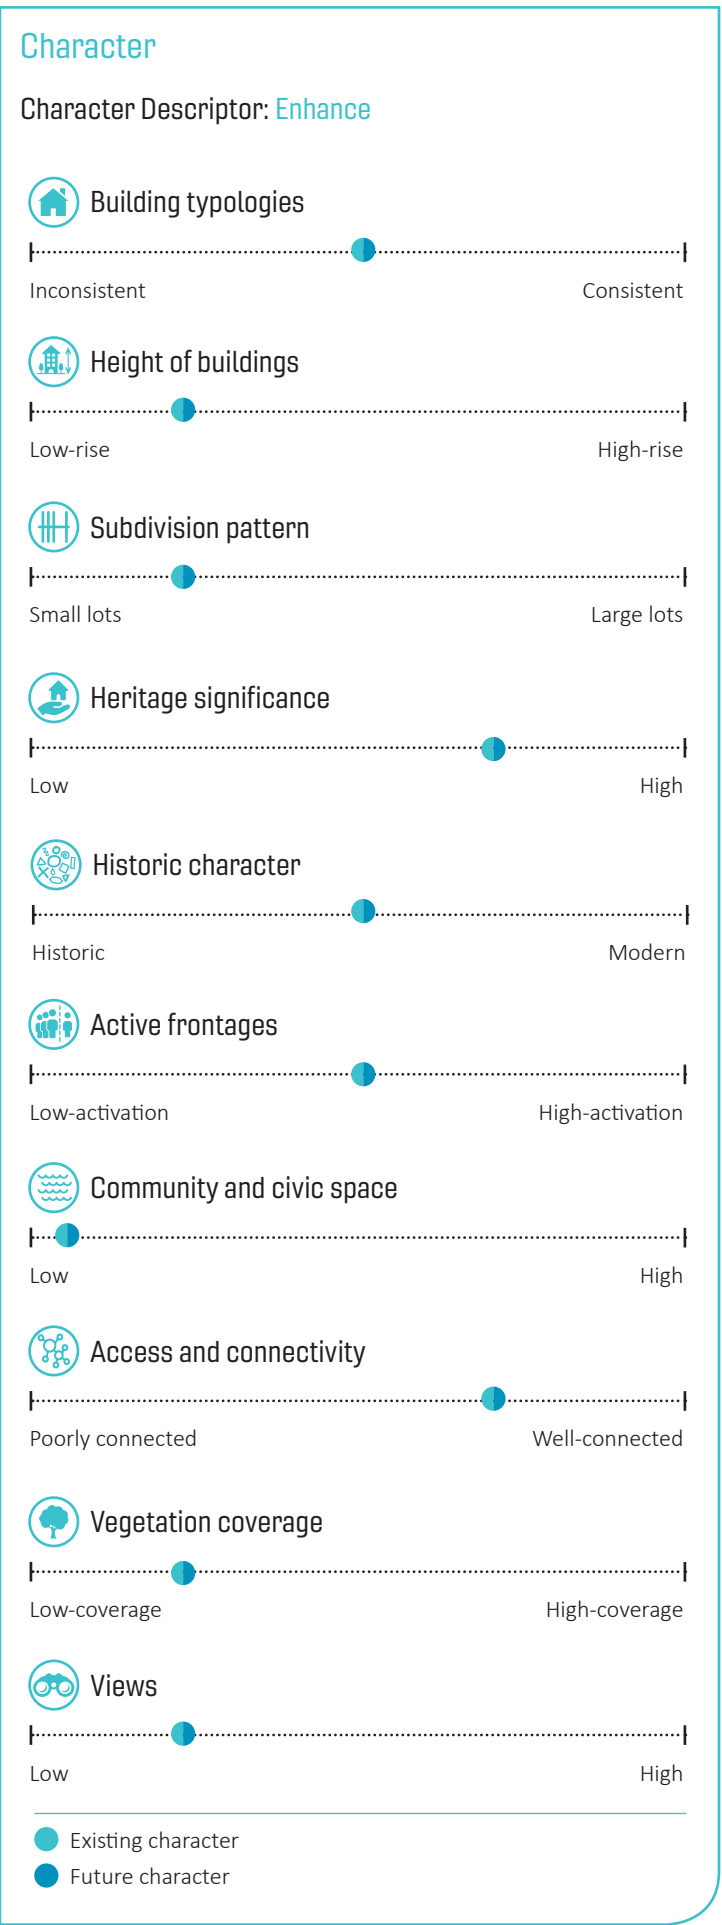 Character
Character Descriptor: Enhance
Building typologies
Inconsistent Consistent
Height of buildings
Low-rise High-rise
Subdivision pattern
Small lots Large lots
Heritage significance
Low High
Historic character
Historic Modern
Active frontages
Low-activation High-activation
Community and civic space
Low High
Access and connectivity
Poorly connected Well-connected
Vegetation coverage
Low-coverage High-coverage
Views
Low High
Existing character
Future character